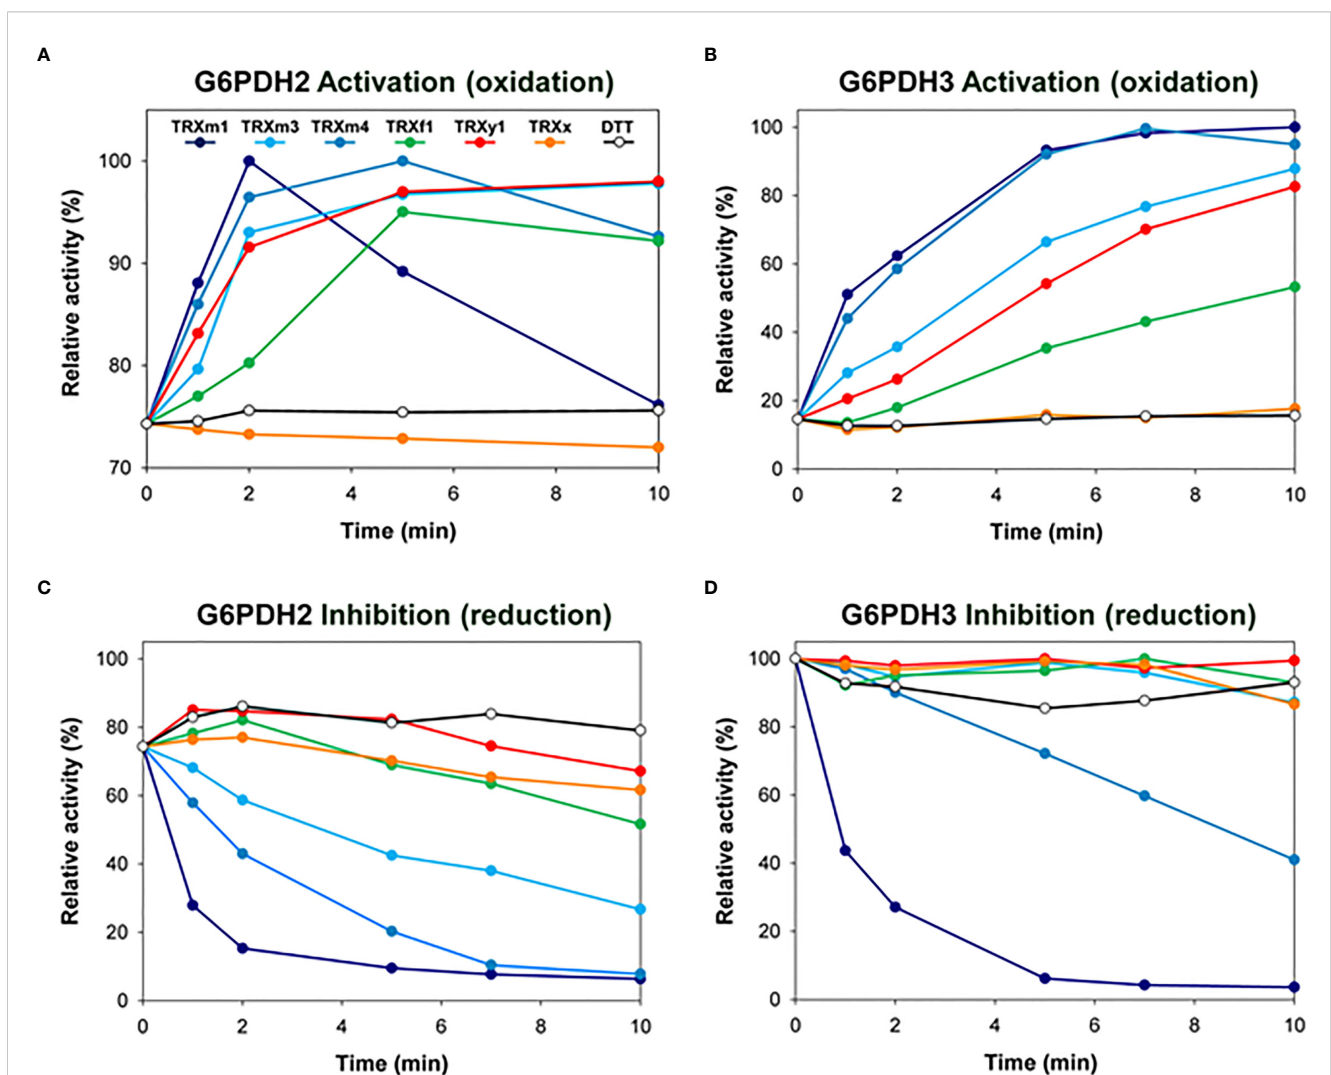 A
G6PDH2 Activation (oxidation)
TRXm1 TRXm3 TRXm4 TRXf1 TRXy1 TRXx DTT
100
90
80
70
Relative activity (%)
0 2 4 6 8 10
Time (min)
B
G6PDH3 Activation (oxidation)
100
80
60
40
20
0
Relative activity (%)
0 2 4 6 8 10
Time (min)
C
G6PDH2 Inhibition (reduction)
100
80
60
40
20
0
Relative activity (%)
0 2 4 6 8 10
Time (min)
D
G6PDH3 Inhibition (reduction)
100
80
60
40
20
0
Relative activity (%)
0 2 4 6 8 10
Time (min)